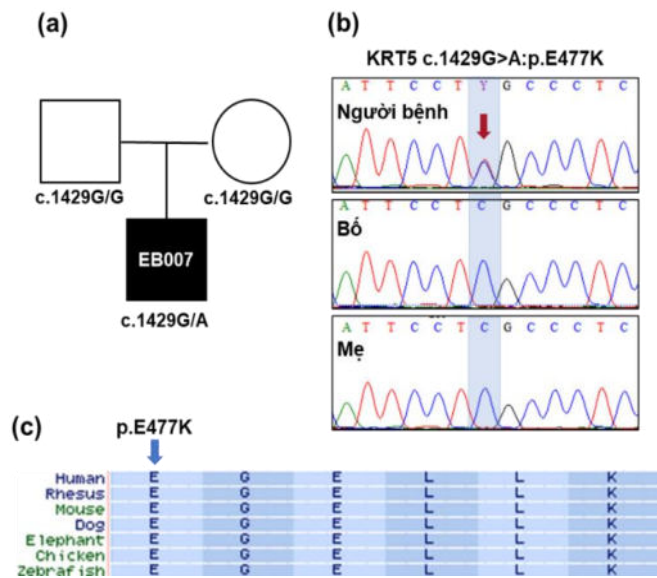 (a)
c.1429G/G
c.1429G/G
EB007
c.1429G/A
(b)
KRT5 c.1429G>A:p.E477K
A T T C C T Y G C C C T C
Người bệnh
A T T C C T C G C C C T C
Bố
A T T C C T C G C C C T C
Mẹ
(c)
p.E477K
Human E G E L L K
Rhesus E G E L L K
Mouse E G E L L K
Dog E G E L L K
Elephant E G E L L K
Chicken E G E L L K
Zebrafish E G E L L K